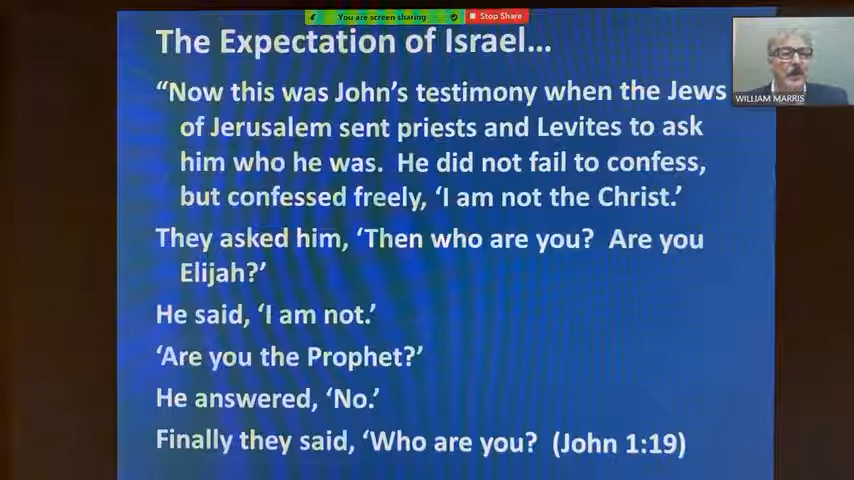 You are screen sharing
Stop Share
The Expectation of Israel...
WILLIAM MARRIS
“Now this was John’s testimony when the Jews
of Jerusalem sent priests and Levites to ask
him who he was.  He did not fail to confess,
but confessed freely, ‘I am not the Christ.’
They asked him, ‘Then who are you?  Are you
Elijah?’
He said, ‘I am not.’
‘Are you the Prophet?’
He answered, ‘No.’
Finally they said, ‘Who are you?  (John 1:19)